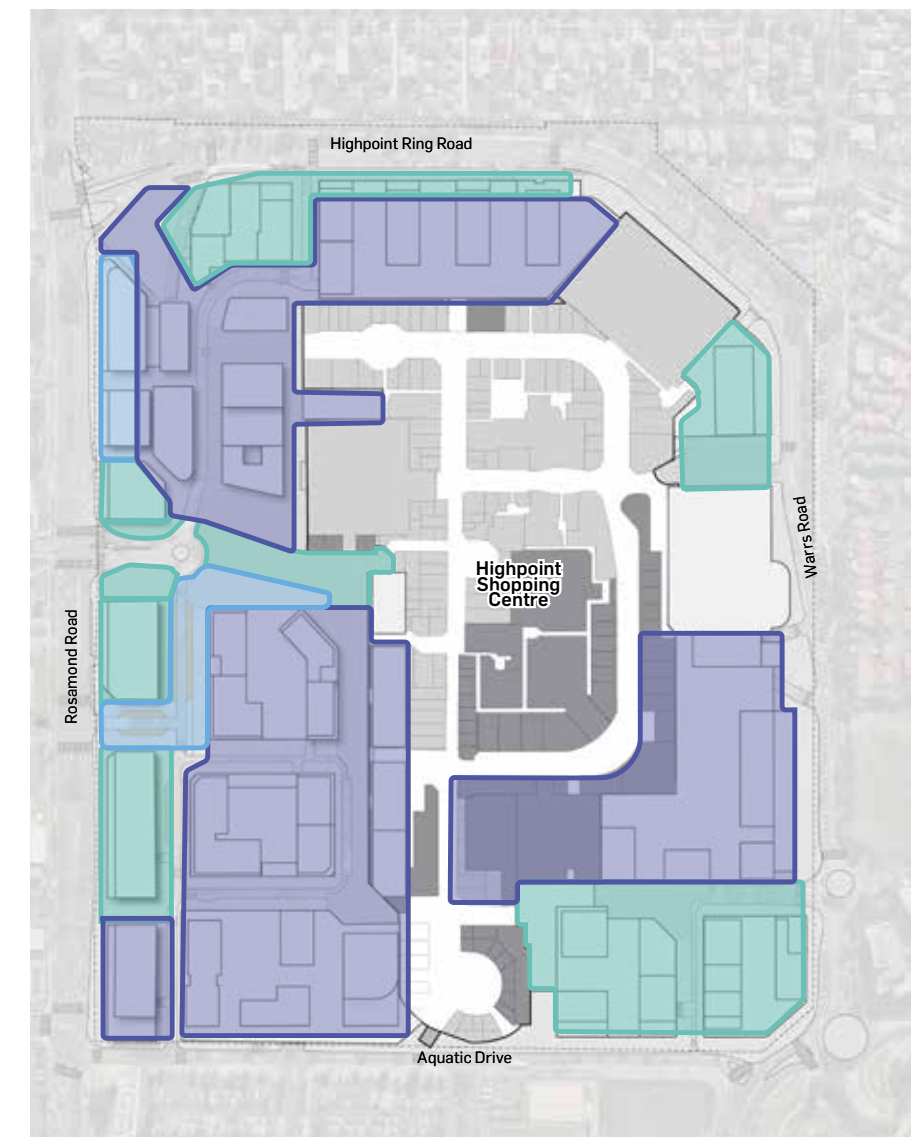 Highpoint Ring Road
Warrs Road
Highpoint
Shopping
Centre
Rosamond Road
Aquatic Drive